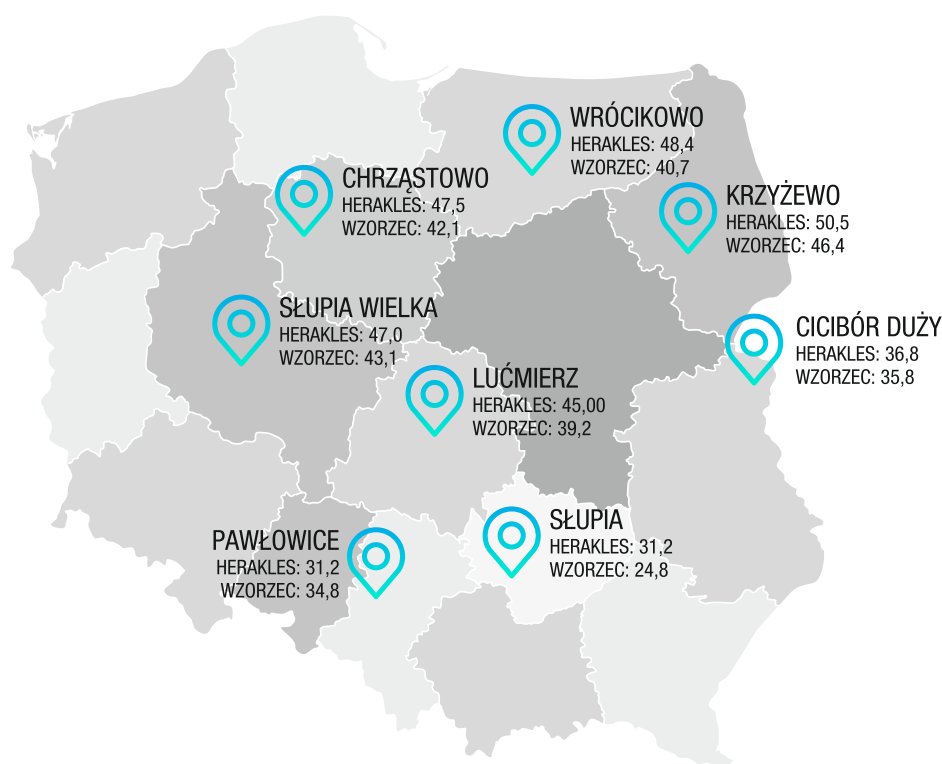 WRÓCIKOWO
HERAKLES: 48,4
WZORZEC: 40,7
CHRZĄSTOWO
HERAKLES: 47,5
WZORZEC: 42,1
KRZYŻEWO
HERAKLES: 50,5
WZORZEC: 46,4
SŁUPIA WIELKA
HERAKLES: 47,0
WZORZEC: 43,1
CICIBÓR DUŻY
HERAKLES: 36,8
WZORZEC: 35,8
LUĆMIERZ
HERAKLES: 45,00
WZORZEC: 39,2
SŁUPIA
HERAKLES: 31,2
WZORZEC: 24,8
PAWŁOWICE
HERAKLES: 31,2
WZORZEC: 34,8